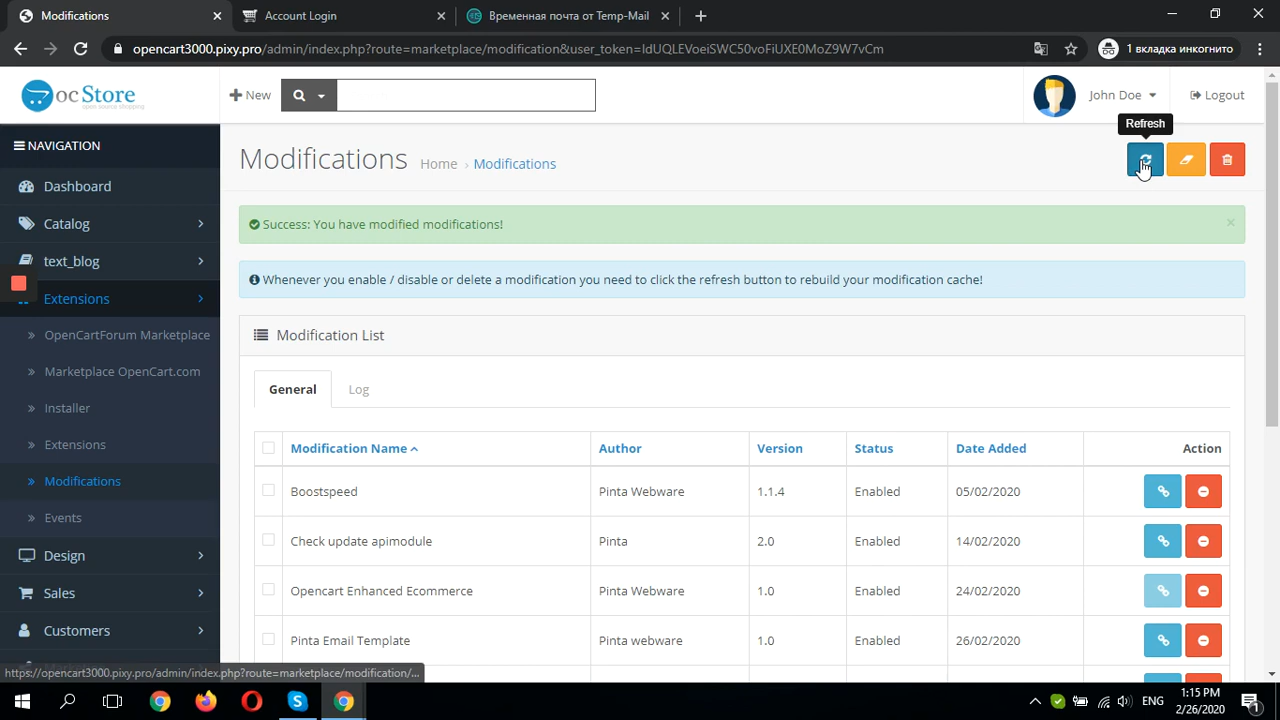 Modifications
Account Login
Временная почта от Temp-Mail
opencart3000.pixy.pro/admin/index.php?route=marketplace/modification&user_token=ldUQLEVoeiSWC50voFiUXE0MoZ9W7vCm
1 вкладка инкогнито
ocStore
open source shopping
New
John Doe
Logout
Refresh
NAVIGATION
Modifications
Home › Modifications
Dashboard
Catalog
Success: You have modified modifications!
×
text_blog
Whenever you enable / disable or delete a modification you need to click the refresh button to rebuild your modification cache!
Extensions
» OpenCartForum Marketplace
Modification List
» Marketplace OpenCart.com
General
Log
» Installer
» Extensions
Modification Name
Author
Version
Status
Date Added
Action
» Modifications
Boostspeed
Pinta Webware
1.1.4
Enabled
05/02/2020
» Events
Check update apimodule
Pinta
2.0
Enabled
14/02/2020
Design
Sales
Opencart Enhanced Ecommerce
Pinta Webware
1.0
Enabled
24/02/2020
Customers
Pinta Email Template
Pinta webware
1.0
Enabled
26/02/2020
https://opencart3000.pixy.pro/admin/index.php?route=marketplace/modification/...
ENG
1:15 PM
2/26/2020
1